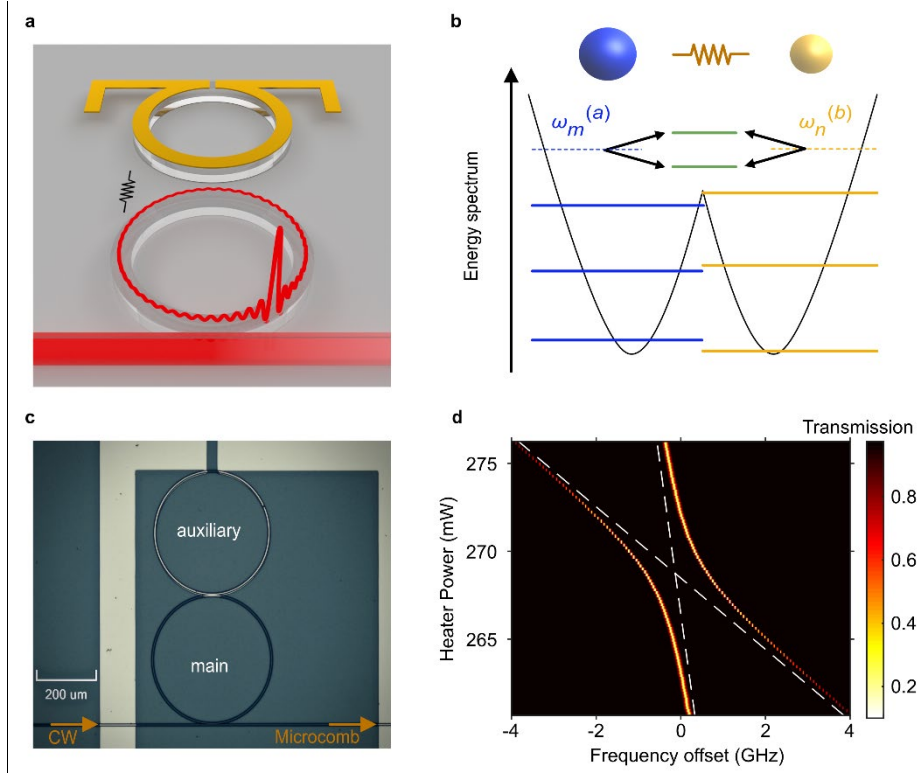 a
b
ωm(a)
ωn(b)
Energy spectrum
c
auxiliary
main
200 um
CW
Microcomb
d
Transmission
275
270
265
Heater Power (mW)
-4
-2
0
2
4
Frequency offset (GHz)
0.8
0.6
0.4
0.2